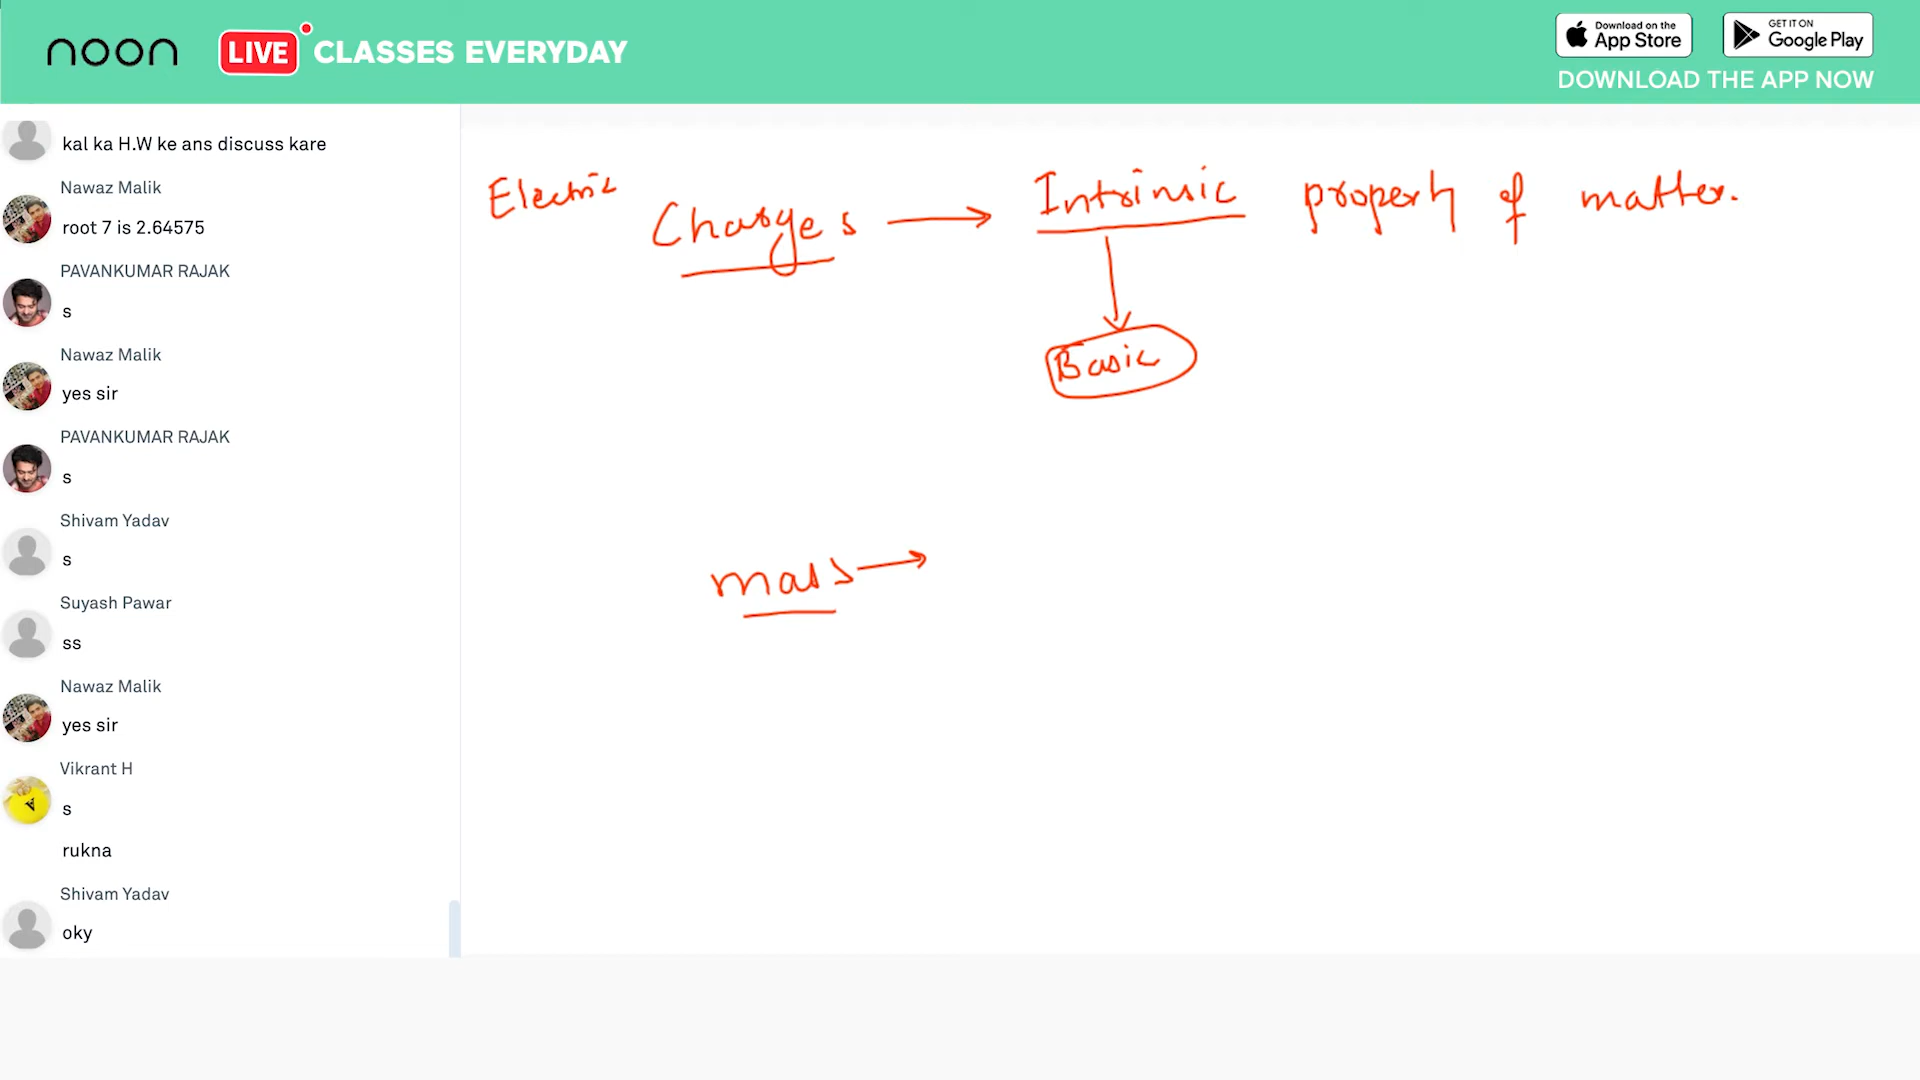 noon LIVE CLASSES EVERYDAY
Download on the App Store
GET IT ON Google Play
DOWNLOAD THE APP NOW
kal ka H.W ke ans discuss kare
Nawaz Malik
root 7 is 2.64575
PAVANKUMAR RAJAK
s
Nawaz Malik
yes sir
PAVANKUMAR RAJAK
s
Shivam Yadav
s
Suyash Pawar
ss
Nawaz Malik
yes sir
Vikrant H
s
rukna
Shivam Yadav
oky
Electric Charges → Intrinsic property of matter.
Basic
mass →